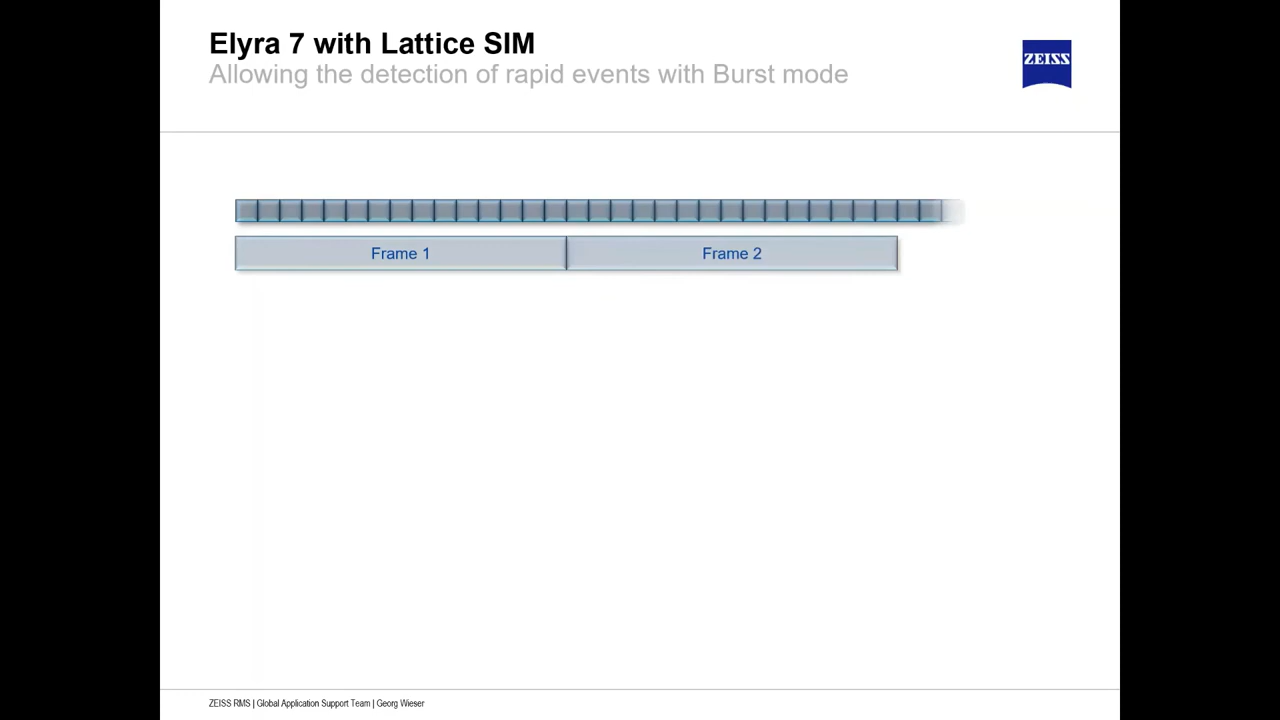 Elyra 7 with Lattice SIM
Allowing the detection of rapid events with Burst mode
ZEISS
Frame 1
Frame 2
ZEISS RMS | Global Application Support Team | Georg Wieser